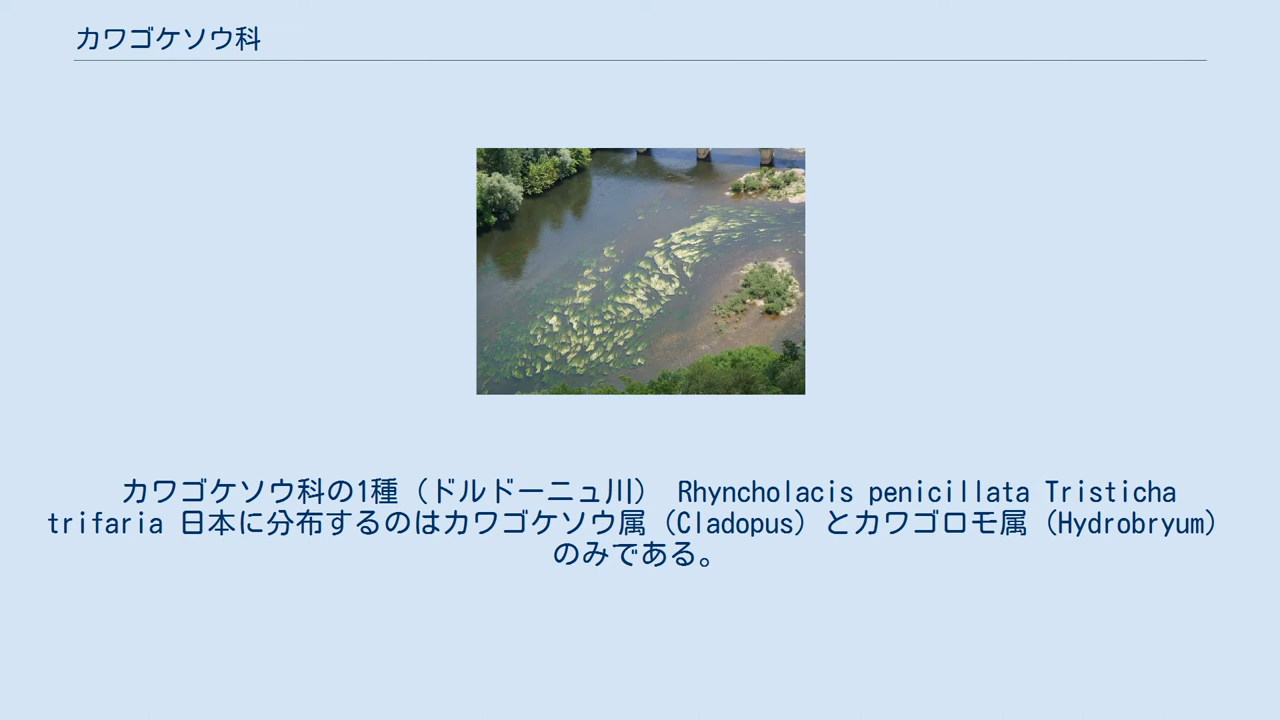 カワゴケソウ科
カワゴケソウ科の1種（ドルドーニュ川） Rhyncholacis penicillata Tristicha
trifaria 日本に分布するのはカワゴケソウ属（Cladopus）とカワゴロモ属（Hydrobryum）
のみである。